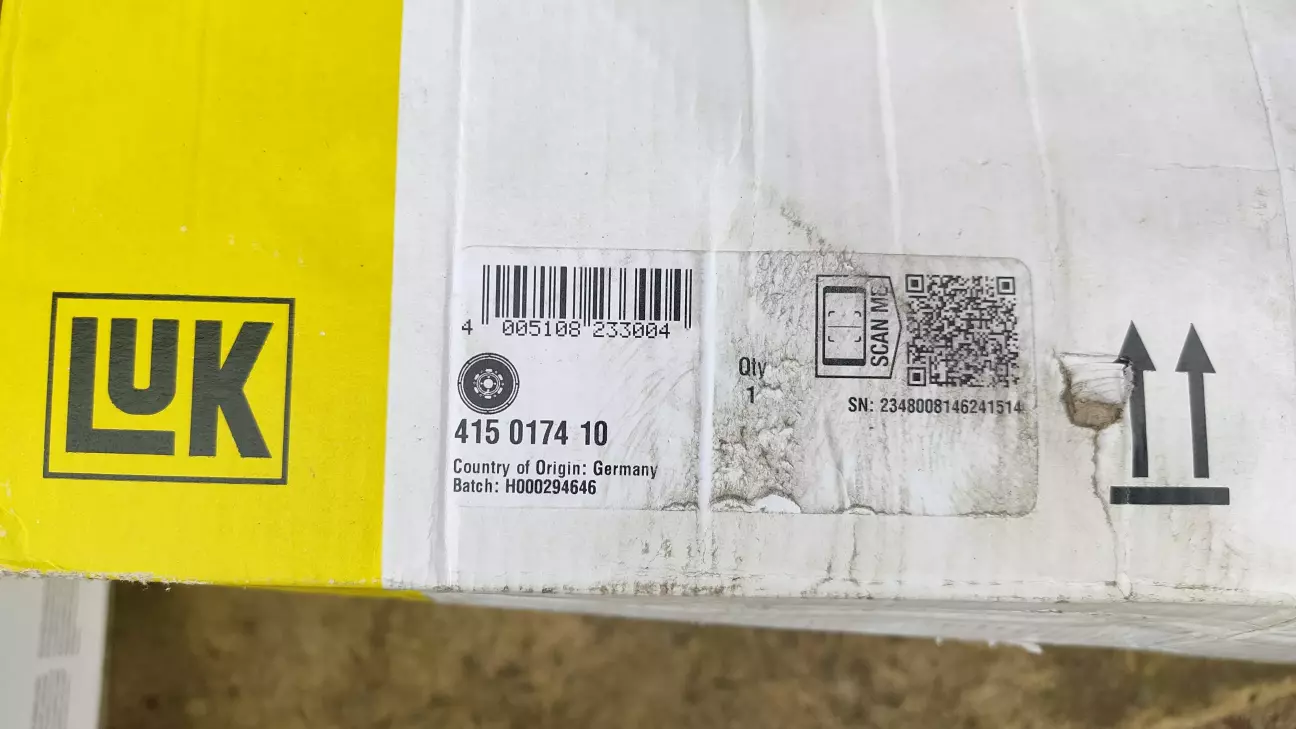 LUK
4 005108 233004
415 0174 10
Country of Origin: Germany
Batch: H000294646
Qty
1
SCAN ME
SN: 2348008146241514